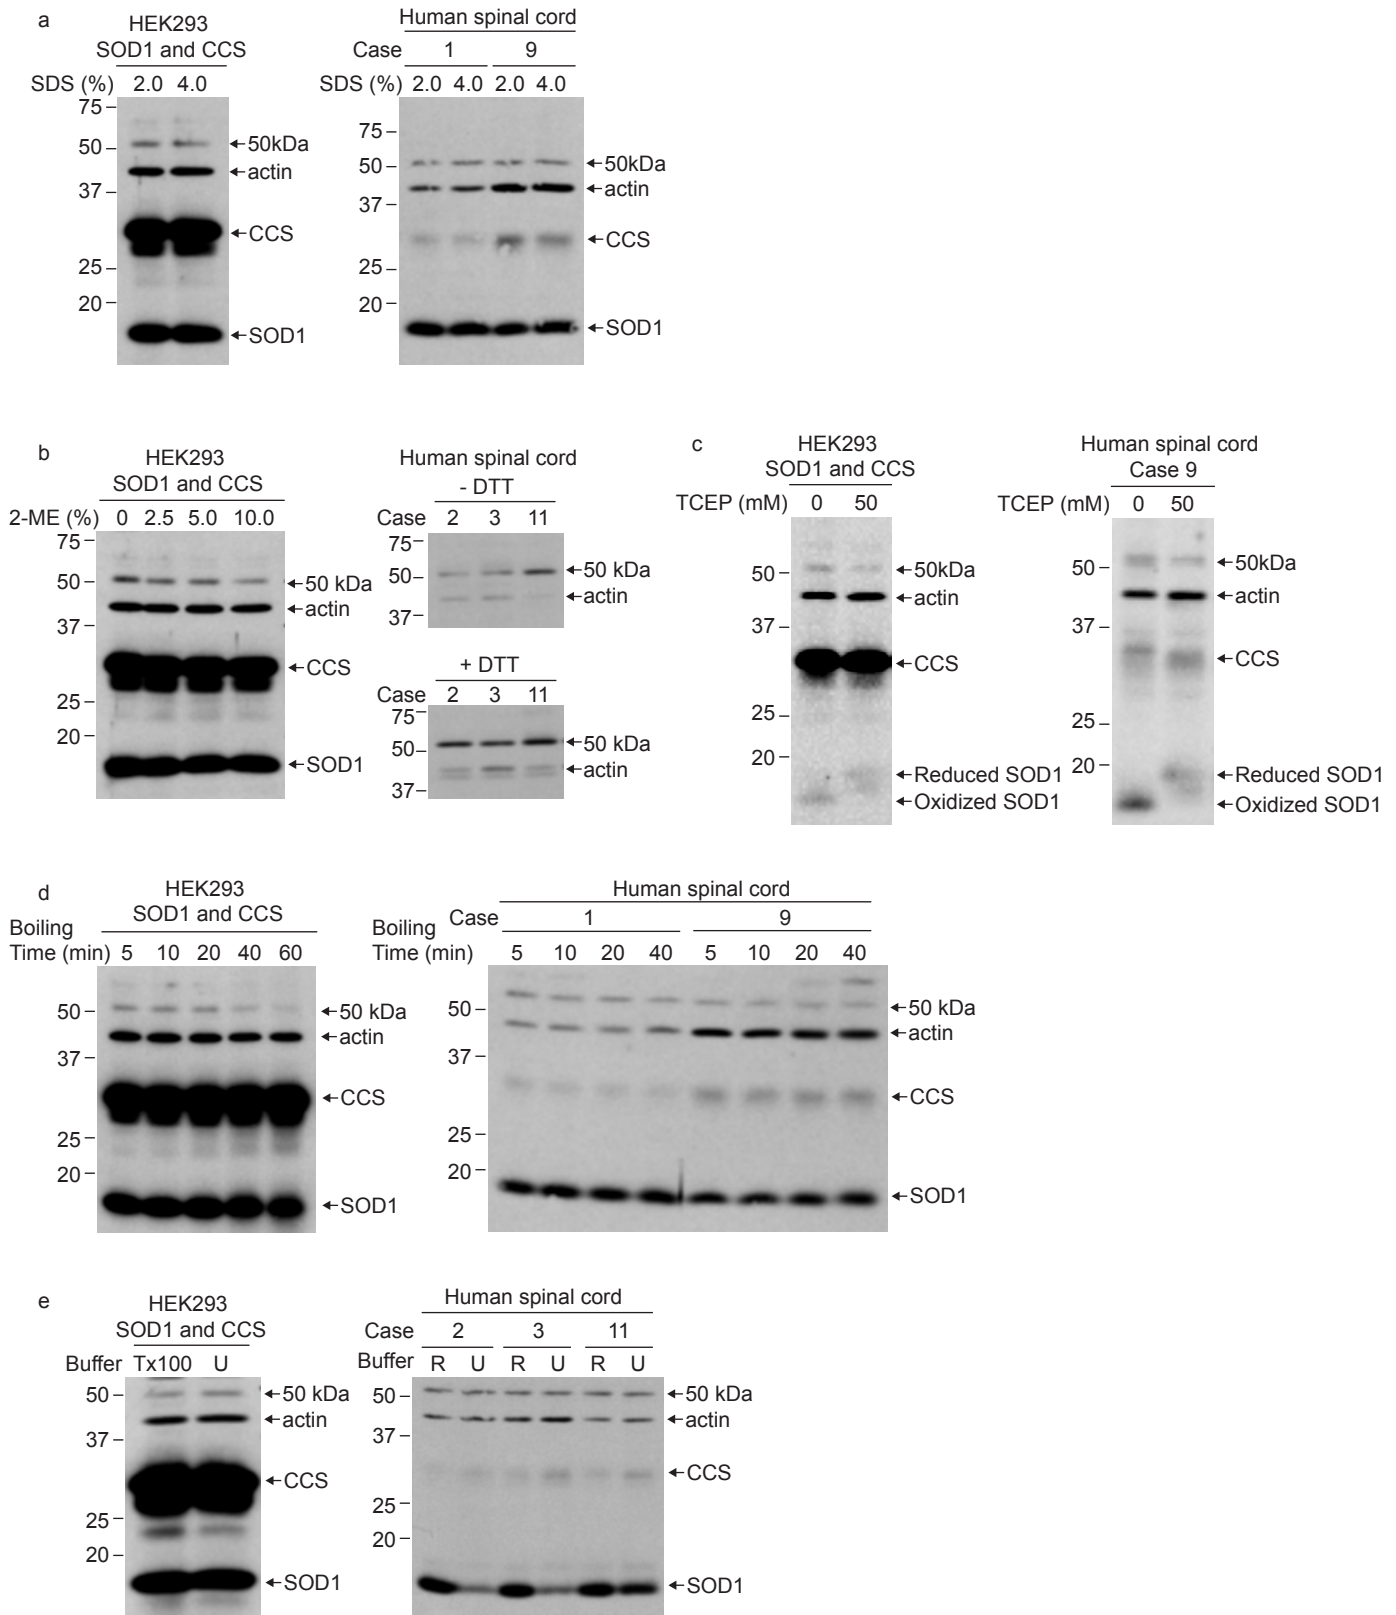 a
HEK293
SOD1 and CCS
SDS (%) 2.0 4.0
75
50
37
25
20
←50kDa
←actin
←CCS
←SOD1
Human spinal cord
Case 1 9
SDS (%) 2.0 4.0 2.0 4.0
75
50
37
25
20
←50kDa
←actin
←CCS
←SOD1
b
HEK293
SOD1 and CCS
2-ME (%) 0 2.5 5.0 10.0
75
50
37
25
20
←50 kDa
←actin
←CCS
←SOD1
Human spinal cord
- DTT
Case 2 3 11
75
50
37
←50 kDa
←actin
+ DTT
Case 2 3 11
75
50
37
←50 kDa
←actin
c
HEK293
SOD1 and CCS
TCEP (mM) 0 50
50
37
25
20
←50kDa
←actin
←CCS
←Reduced SOD1
←Oxidized SOD1
Human spinal cord
Case 9
TCEP (mM) 0 50
50
37
25
20
←50kDa
←actin
←CCS
←Reduced SOD1
←Oxidized SOD1
d
HEK293
SOD1 and CCS
Boiling
Time (min) 5 10 20 40 60
50
37
25
20
←50 kDa
←actin
←CCS
←SOD1
Human spinal cord
Case 1 9
Boiling
Time (min) 5 10 20 40 5 10 20 40
50
37
25
20
←50 kDa
←actin
←CCS
←SOD1
e
HEK293
SOD1 and CCS
Buffer Tx100 U
50
37
25
20
←50 kDa
←actin
←CCS
←SOD1
Human spinal cord
Case 2 3 11
Buffer R U R U R U
50
37
25
20
←50 kDa
←actin
←CCS
←SOD1